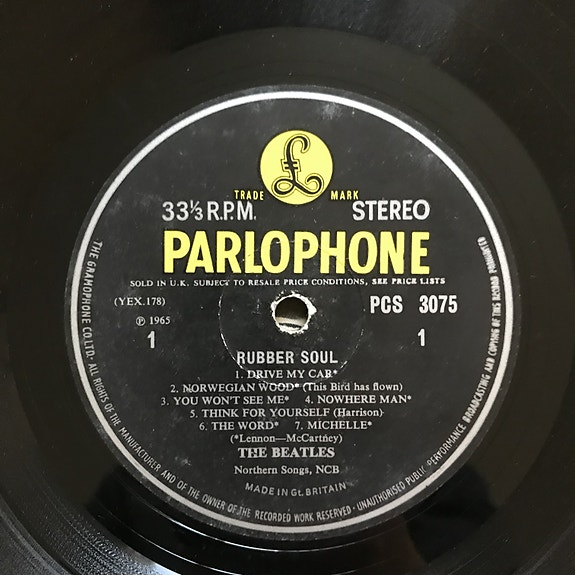 £
TRADE MARK
33⅓ R.P.M. STEREO
PARLOPHONE
SOLD IN U.K. SUBJECT TO RESALE PRICE CONDITIONS, SEE PRICE LISTS
(YEX.178) PCS 3075
℗ 1965
1 1
RUBBER SOUL
1. DRIVE MY CAR*
2. NORWEGIAN WOOD* (This Bird has flown)
3. YOU WON'T SEE ME* 4. NOWHERE MAN*
5. THINK FOR YOURSELF (Harrison)
6. THE WORD* 7. MICHELLE*
(*Lennon—McCartney)
THE BEATLES
Northern Songs, NCB
MADE IN Gt. BRITAIN
THE GRAMOPHONE CO. LTD. · ALL RIGHTS OF THE MANUFACTURER AND OF THE OWNER OF THE RECORDED WORK RESERVED · UNAUTHORISED PUBLIC PERFORMANCE BROADCASTING AND COPYING OF THIS RECORD PROHIBITED